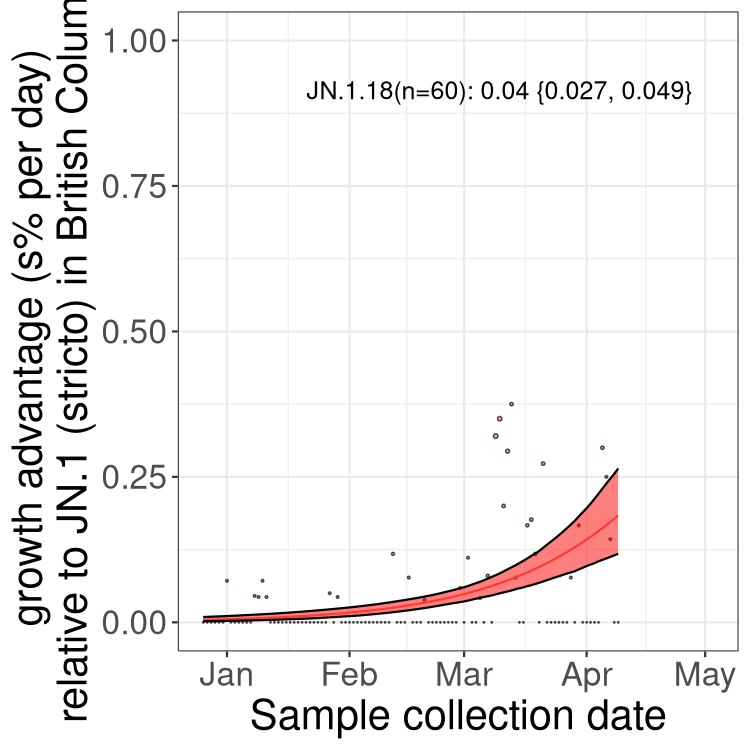 growth advantage (s% per day)
relative to JN.1 (stricto) in British Colum
1.00
0.75
0.50
0.25
0.00
JN.1.18(n=60): 0.04 {0.027, 0.049}
Jan Feb Mar Apr May
Sample collection date